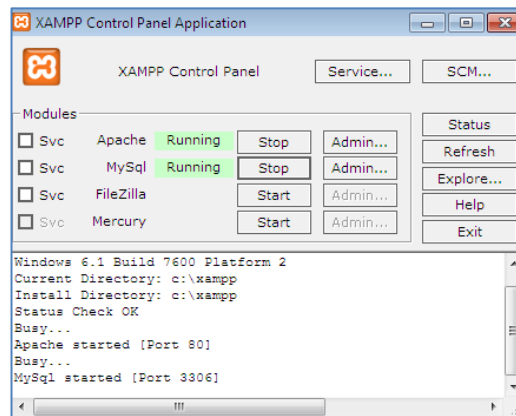 XAMPP Control Panel Application
XAMPP Control Panel Service... SCM...
Modules
Svc Apache Running Stop Admin...
Svc MySql Running Stop Admin...
Svc FileZilla Start Admin...
Svc Mercury Start Admin...
Status
Refresh
Explore...
Help
Exit
Windows 6.1 Build 7600 Platform 2
Current Directory: c:\xampp
Install Directory: c:\xampp
Status Check OK
Busy...
Apache started [Port 80]
Busy...
MySql started [Port 3306]